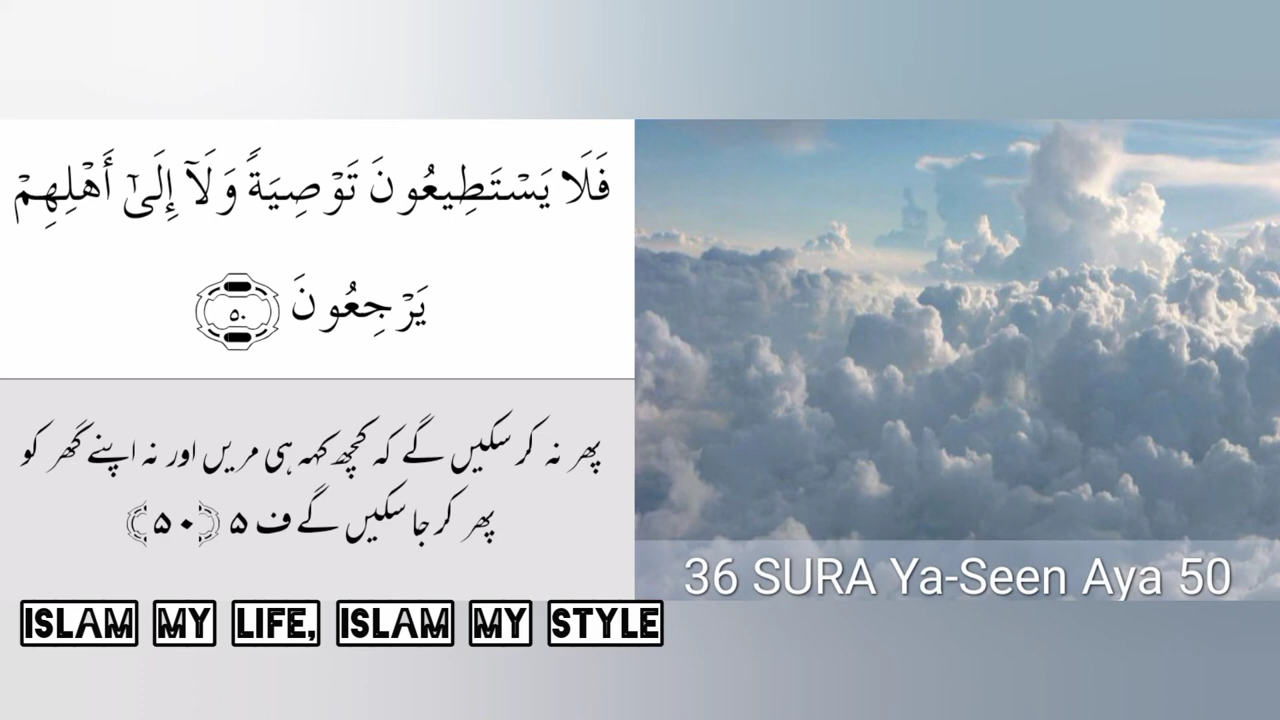 فَلَا يَسْتَطِيعُونَ تَوْصِيَةً وَلَآ إِلَىٰٓ أَهْلِهِمْ
يَرْجِعُونَ ٥٠
پھر نہ کر سکیں گے کہ کچھ کہہ ہی مریں اور نہ اپنے گھر کو
پھر کر جا سکیں گے ف ۵ ﴿۵۰﴾
36 SURA Ya-Seen Aya 50
ISLAM MY LIFE, ISLAM MY STYLE